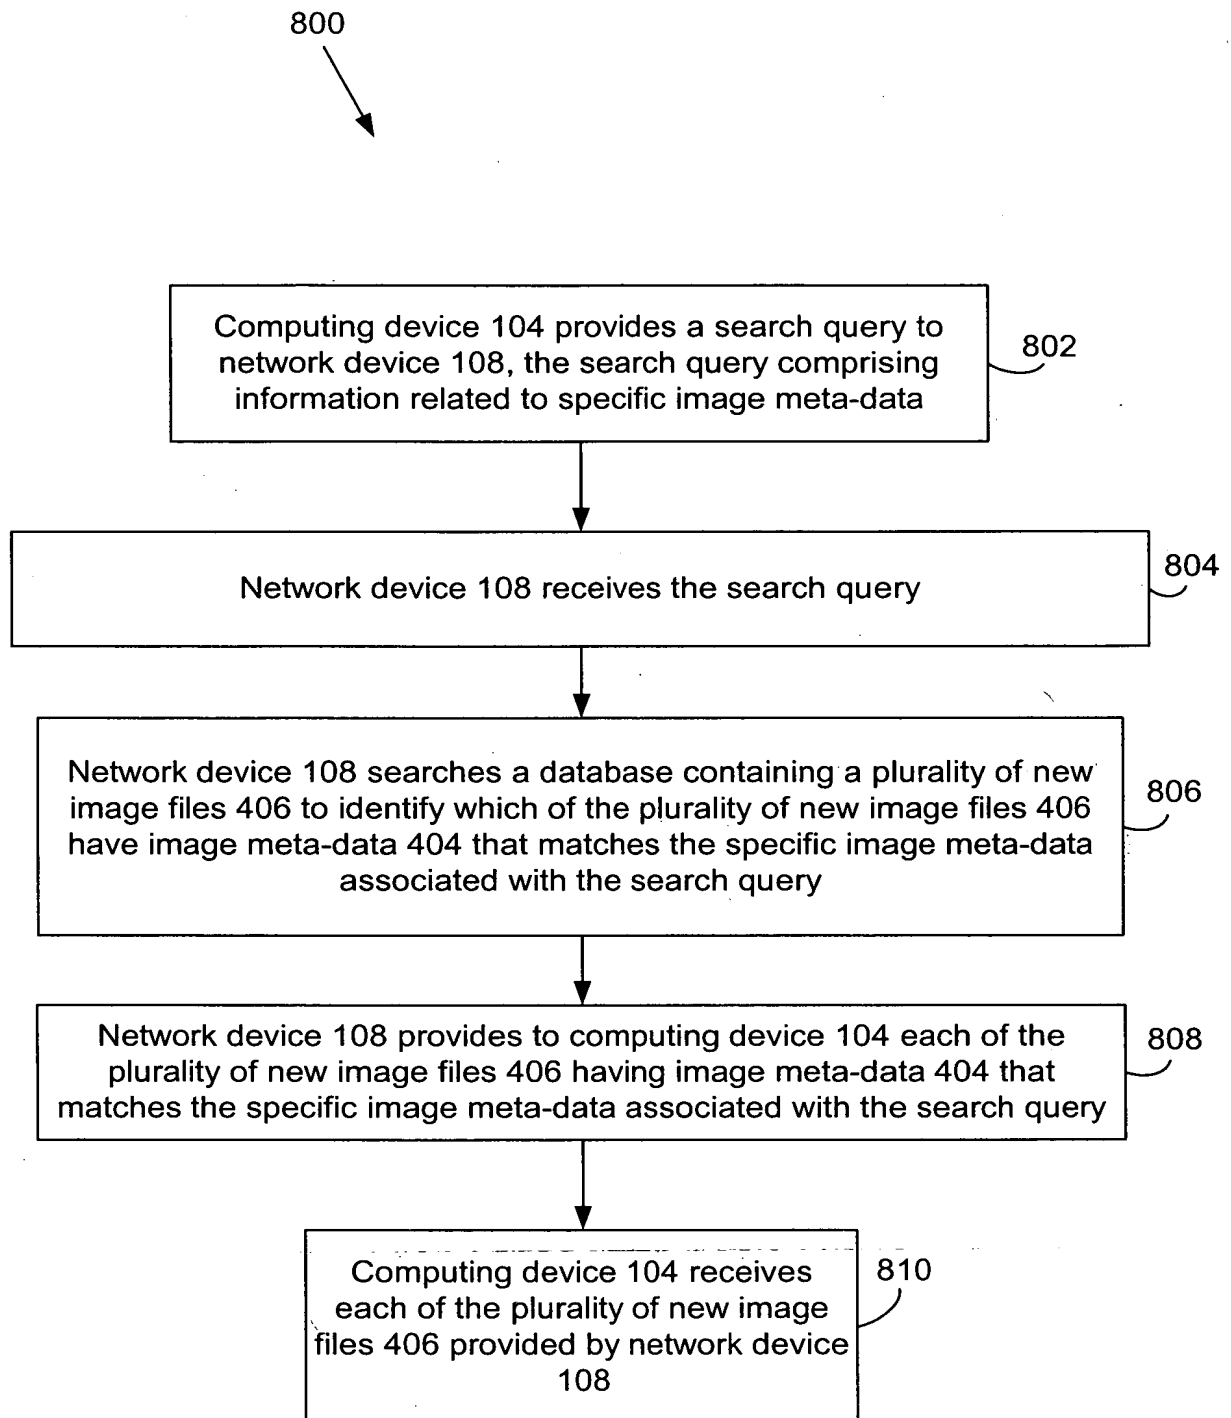 800
Computing device 104 provides a search query to
network device 108, the search query comprising
information related to specific image meta-data
802
Network device 108 receives the search query
804
Network device 108 searches a database containing a plurality of new
image files 406 to identify which of the plurality of new image files 406
have image meta-data 404 that matches the specific image meta-data
associated with the search query
806
Network device 108 provides to computing device 104 each of the
plurality of new image files 406 having image meta-data 404 that
matches the specific image meta-data associated with the search query
808
Computing device 104 receives
each of the plurality of new image
files 406 provided by network device
108
810